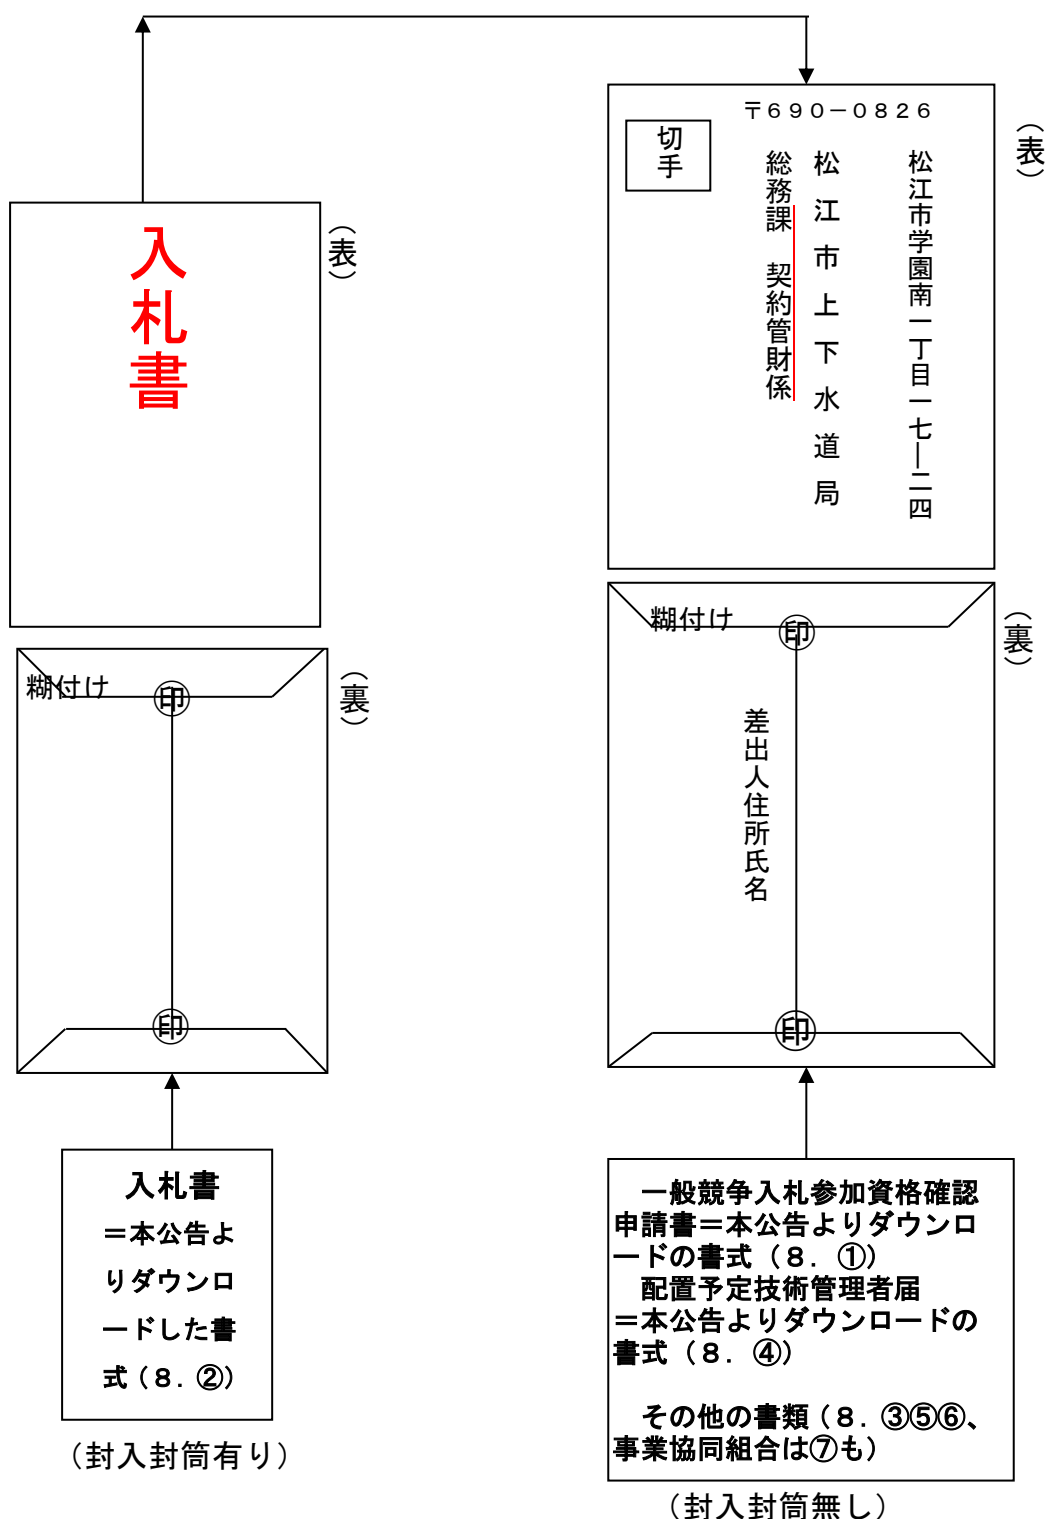 〒690－0826
切手
松江市学園南一丁目一七―二四
松江市上下水道局
総務課　契約管財係
（表）
入札書
（表）
糊付け
印
差出人住所氏名
印
（裏）
糊付け
印
印
（裏）
入札書
＝本公告よ
りダウンロ
ードした書
式（８．②）
（封入封筒有り）
一般競争入札参加資格確認
申請書＝本公告よりダウンロ
ードの書式（８．①）
配置予定技術管理者届
＝本公告よりダウンロードの
書式（８．④）
その他の書類（８．③⑤⑥、
事業協同組合は⑦も）
（封入封筒無し）